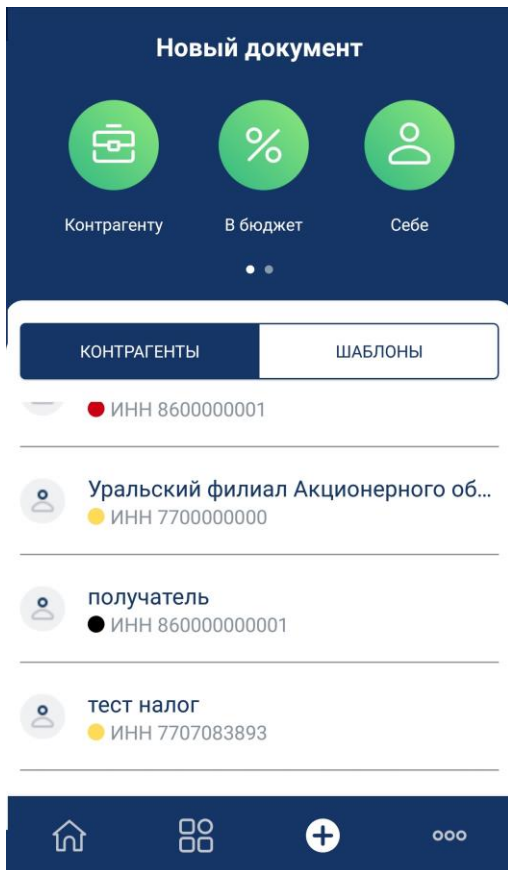 Новый документ
Контрагенту
В бюджет
Себе
КОНТРАГЕНТЫ
ШАБЛОНЫ
ИНН 8600000001
Уральский филиал Акционерного об...
ИНН 7700000000
получатель
ИНН 860000000001
тест налог
ИНН 7707083893